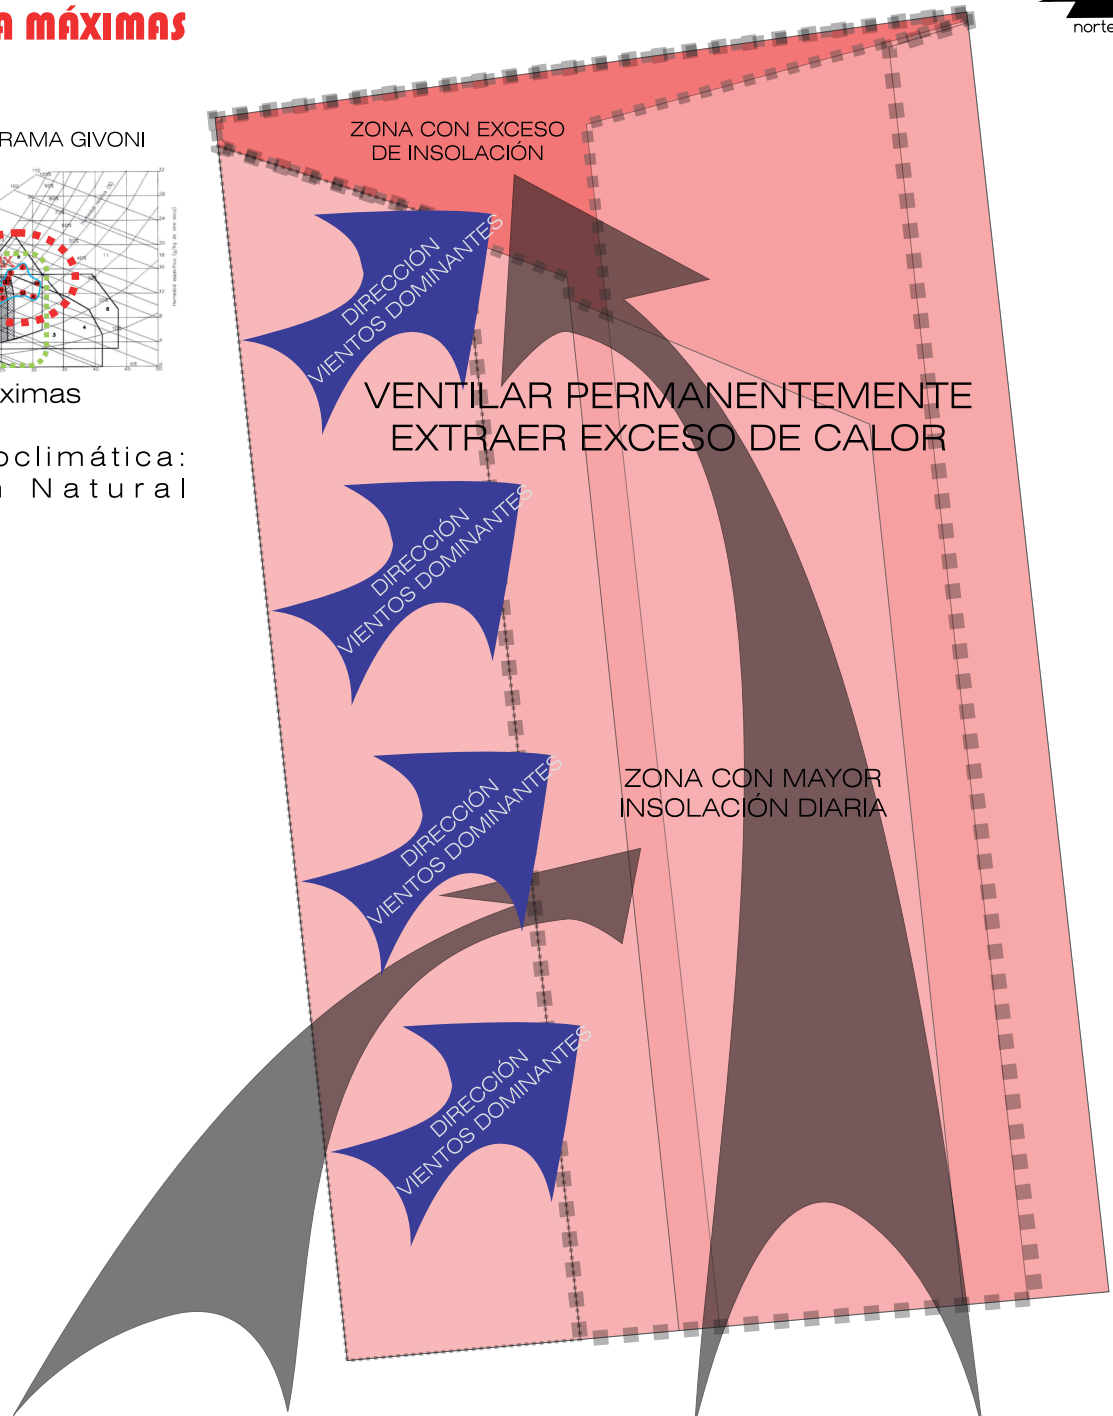 A MÁXIMAS
norte
RAMA GIVONI
ximas
oclimática:
n Natural
ZONA CON EXCESO
DE INSOLACIÓN
DIRECCIÓN
VIENTOS DOMINANTES
VENTILAR PERMANENTEMENTE
EXTRAER EXCESO DE CALOR
DIRECCIÓN
VIENTOS DOMINANTES
ZONA CON MAYOR
INSOLACIÓN DIARIA
DIRECCIÓN
VIENTOS DOMINANTES
DIRECCIÓN
VIENTOS DOMINANTES